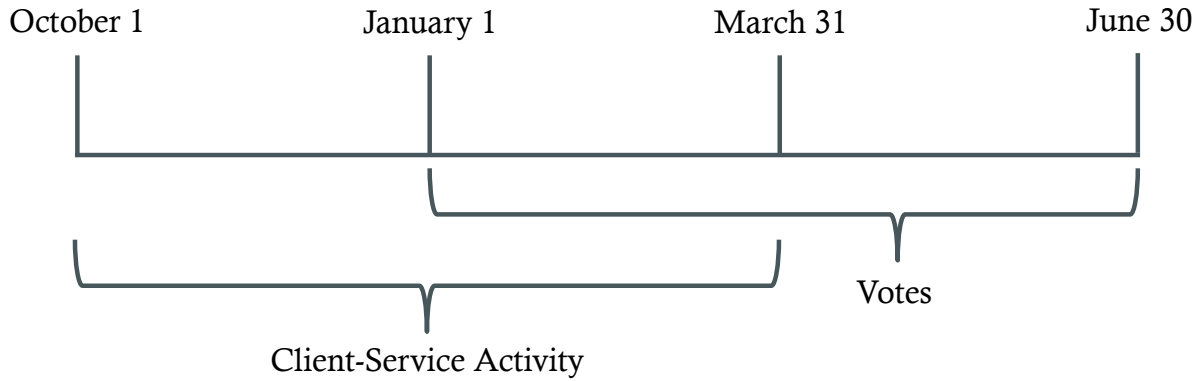 October 1 January 1 March 31 June 30
Votes
Client-Service Activity